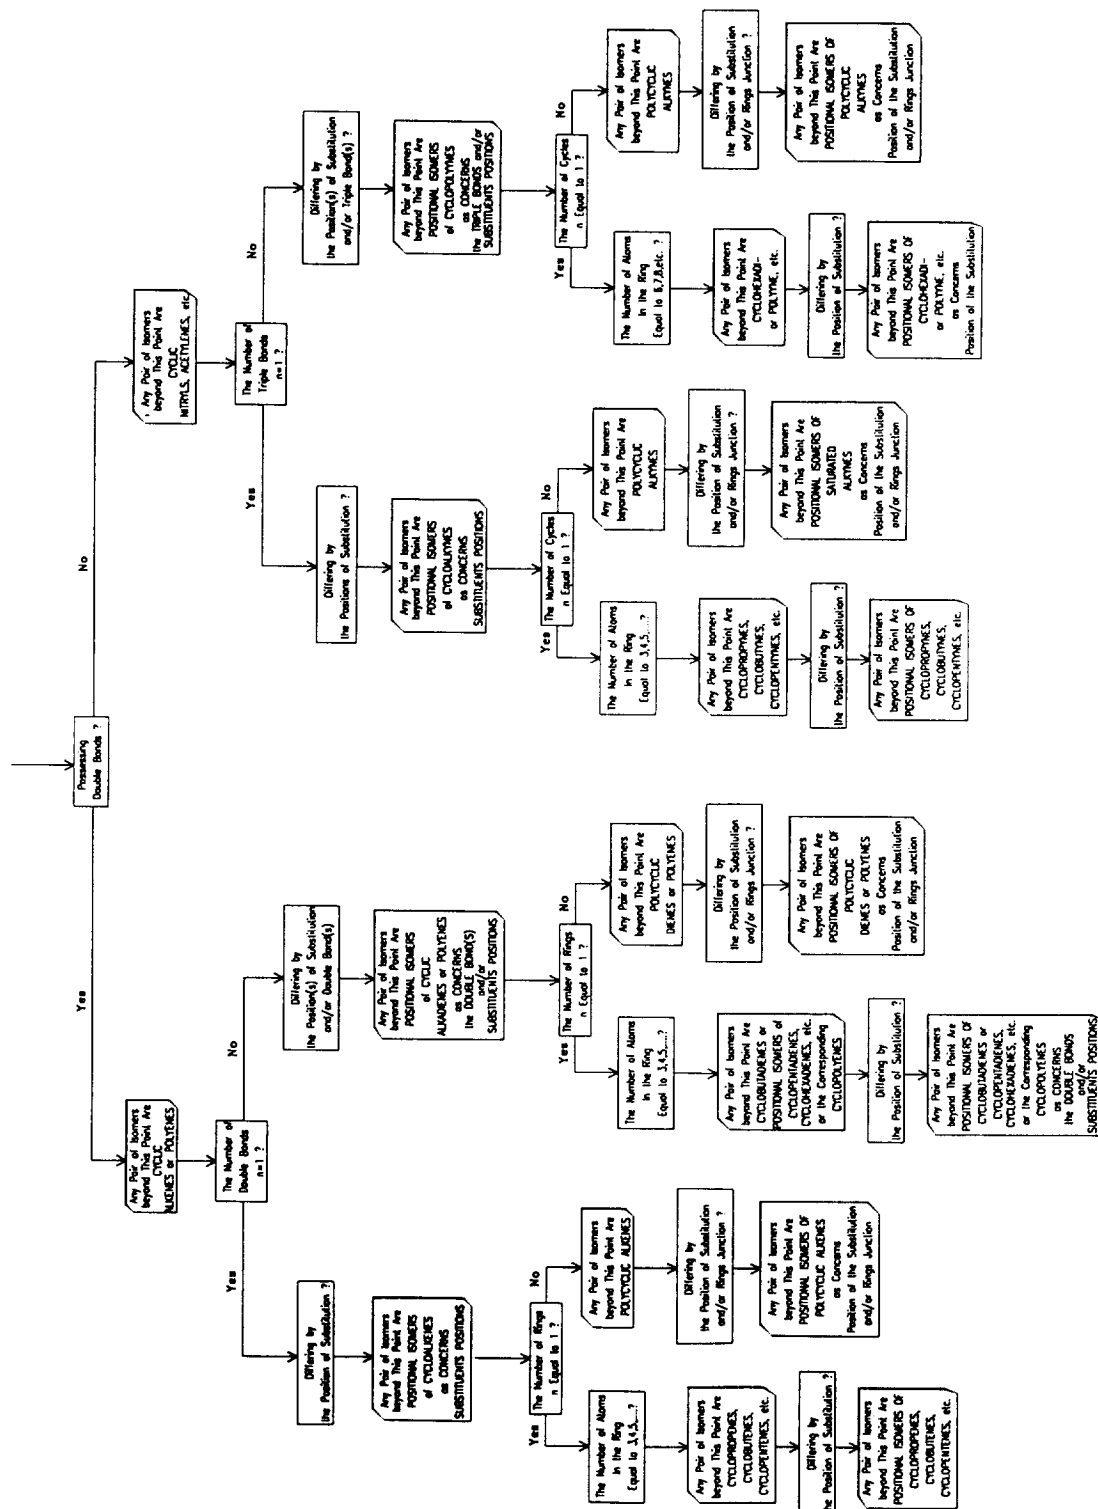 Possessing
Double Bonds ?
Yes
No
Any Pair of Isomers
beyond This Point Are
CYCLIC
ALKENES or POLYENES
The Number of
Double Bonds
n=1 ?
Yes
No
Differing by
the Position of Substitution ?
Any Pair of Isomers
beyond This Point Are
POSITIONAL ISOMERS
of CYCLOALKENES
as CONCERNS
SUBSTITUENTS POSITIONS
The Number of Rings
n Equal to 1 ?
Yes
No
The Number of Atoms
in the Ring
Equal to 3,4,5,...?
Any Pair of Isomers
beyond This Point Are
CYCLOPROPENES,
CYCLOBUTENES,
CYCLOPENTENES, etc.
Differing by
the Position of Substitution ?
Any Pair of Isomers
beyond This Point Are
POSITIONAL ISOMERS OF
CYCLOPROPENES,
CYCLOBUTENES,
CYCLOPENTENES, etc.
Any Pair of Isomers
beyond This Point Are
POLYCYCLIC ALKENES
Differing by
the Position of Substitution
and/or Rings Junction ?
Any Pair of Isomers
beyond This Point Are
POSITIONAL ISOMERS OF
POLYCYCLIC ALKENES
as Concerns
Position of the Substitution
and/or Rings Junction
Differing by
the Position(s) of Substitution
and/or Double Bond(s)
Any Pair of Isomers
beyond This Point Are
POSITIONAL ISOMERS
of CYCLIC
ALKADIENES or POLYENES
as CONCERNS
the DOUBLE BOND(S)
and/or
SUBSTITUENTS POSITIONS
The Number of Rings
n Equal to 1 ?
Yes
No
The Number of Atoms
in the Ring
Equal to 3,4,5,...?
Any Pair of Isomers
beyond This Point Are
CYCLOBUTADIENES or
POSITIONAL ISOMERS of
CYCLOPENTADIENES,
CYCLOHEXADIENES, etc.
or the Corresponding
CYCLOPOLYENES
Differing by
the Position of Substitution ?
Any Pair of Isomers
beyond This Point Are
POSITIONAL ISOMERS OF
CYCLOBUTADIENES or
CYCLOPENTADIENES,
CYCLOHEXADIENES, etc.
or the Corresponding
CYCLOPOLYENES
as CONCERNS
the DOUBLE BONDS
and/or
SUBSTITUENTS POSITIONS
Any Pair of Isomers
beyond This Point Are
POLYCYCLIC
DIENES or POLYENES
Differing by
the Position of Substitution
and/or Rings Junction ?
Any Pair of Isomers
beyond This Point Are
POSITIONAL ISOMERS OF
POLYCYCLIC
DIENES or POLYENES
as Concerns
Position of the Substitution
and/or Rings Junction
Any Pair of Isomers
beyond This Point Are
CYCLIC
NITRYLS, ACETYLENES, etc.
The Number of
Triple Bonds
n=1 ?
Yes
No
Differing by
the Positions of Substitution ?
Any Pair of Isomers
beyond This Point Are
POSITIONAL ISOMERS
of CYCLOALKYNES
as CONCERNS
SUBSTITUENTS POSITIONS
The Number of Cycles
n Equal to 1 ?
Yes
No
The Number of Atoms
in the Ring
Equal to 3,4,5,...?
Any Pair of Isomers
beyond This Point Are
CYCLOPROPYNES,
CYCLOBUTYNES,
CYCLOPENTYNES, etc.
Differing by
the Position of Substitution ?
Any Pair of Isomers
beyond This Point Are
POSITIONAL ISOMERS OF
CYCLOPROPYNES,
CYCLOBUTYNES,
CYCLOPENTYNES, etc.
Any Pair of Isomers
beyond This Point Are
POLYCYCLIC
ALKYNES
Differing by
the Position of Substitution
and/or Rings Junction ?
Any Pair of Isomers
beyond This Point Are
POSITIONAL ISOMERS OF
SATURATED
ALKYNES
as Concerns
Position of the Substitution
and/or Rings Junction
Differing by
the Position(s) of Substitution
and/or Triple Bond(s) ?
Any Pair of Isomers
beyond This Point Are
POSITIONAL ISOMERS
of CYCLOPOLYYNES
as CONCERNS
the TRIPLE BONDS and/or
SUBSTITUENTS POSITIONS
The Number of Cycles
n Equal to 1 ?
Yes
No
The Number of Atoms
in the Ring
Equal to 6,7,8,etc. ?
Any Pair of Isomers
beyond This Point Are
CYCLOHEXADI-
or POLYNE, etc.
Differing by
the Position of Substitution ?
Any Pair of Isomers
beyond This Point Are
POSITIONAL ISOMERS OF
CYCLOHEXADI-
or POLYNE, etc.
as Concerns
Position of the Substitution
Any Pair of Isomers
beyond This Point Are
POLYCYCLIC
ALKYNES
Differing by
the Position of Substitution
and/or Rings Junction ?
Any Pair of Isomers
beyond This Point Are
POSITIONAL ISOMERS OF
POLYCYCLIC
ALKYNES
as Concerns
Position of the Substitution
and/or Rings Junction